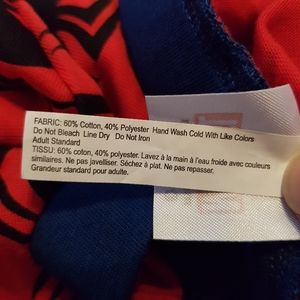 FABRIC: 60% Cotton, 40% Polyester Hand Wash Cold With Like Colors
Do Not Bleach Line Dry Do Not Iron
Adult Standard
TISSU: 60% coton, 40% polyester. Lavez à la main à l'eau froide avec couleurs
similaires. Ne pas javelliser. Séchez à plat. Ne pas repasser.
Grandeur standard pour adulte.